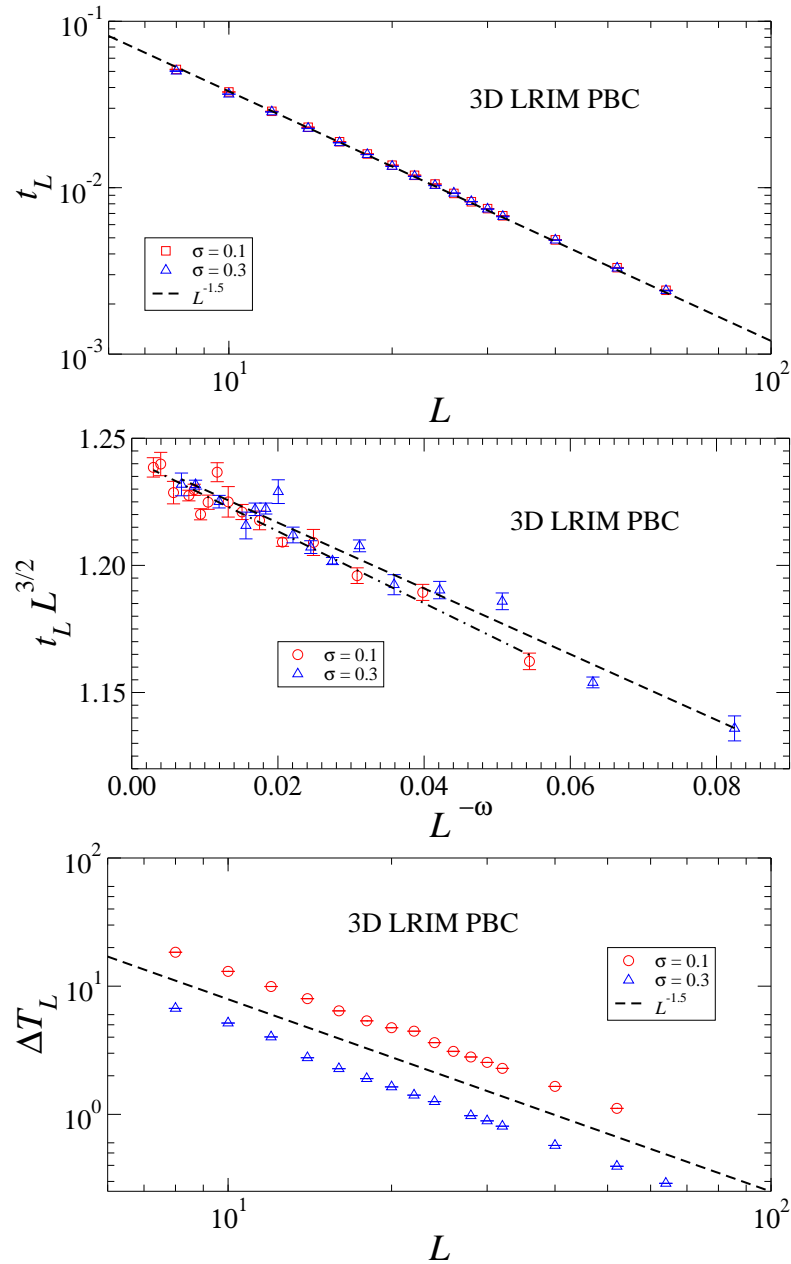 10^-1
3D LRIM PBC
t_L
10^-2
σ = 0.1
σ = 0.3
L^-1.5
10^-3
10^1
10^2
L
1.25
3D LRIM PBC
t_L L^3/2
1.20
σ = 0.1
σ = 0.3
1.15
0.00 0.02 0.04 0.06 0.08
L^-ω
10^2
3D LRIM PBC
σ = 0.1
σ = 0.3
L^-1.5
10^1
ΔT_L
10^0
10^1
10^2
L